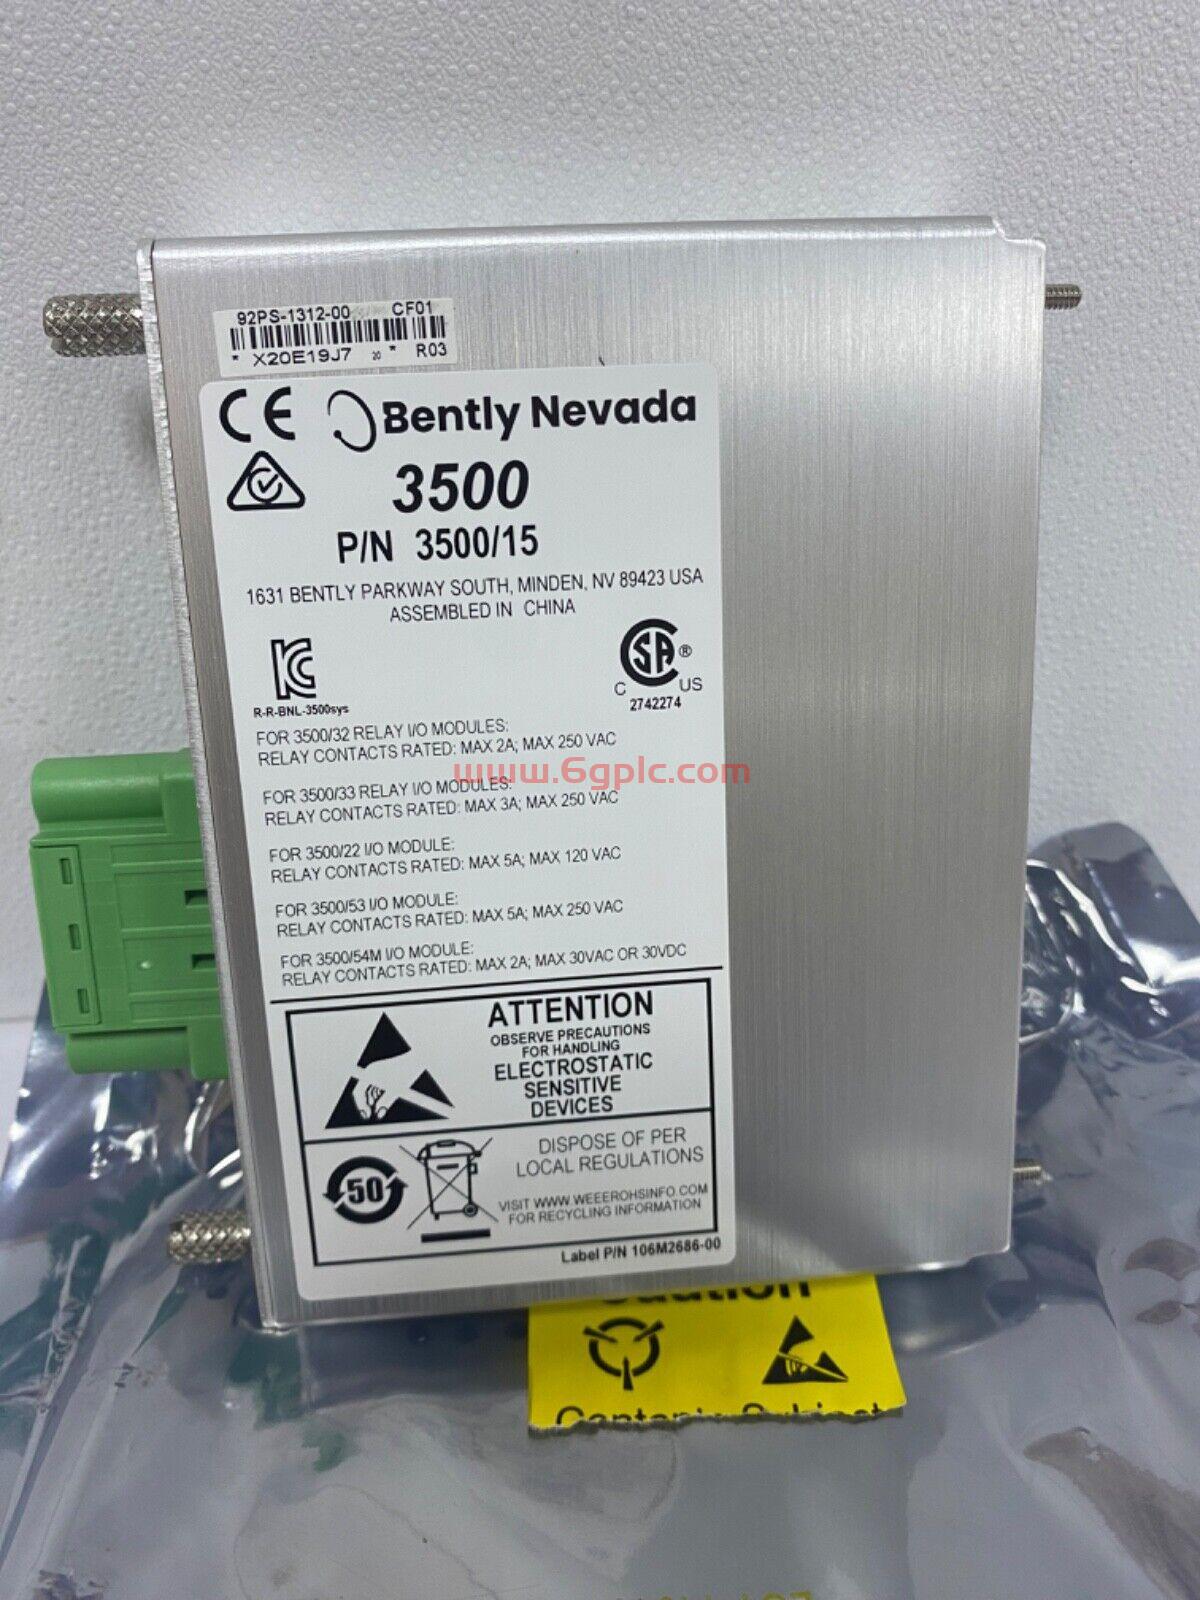 92PS-1312-00 CF01
* X20E19J7 20 * R03
CE Bently Nevada
3500
P/N 3500/15
1631 BENTLY PARKWAY SOUTH, MINDEN, NV 89423 USA
ASSEMBLED IN CHINA
R-R-BNL-3500sys
SA ®
C US
2742274
FOR 3500/32 RELAY I/O MODULES:
RELAY CONTACTS RATED: MAX 2A; MAX 250 VAC
www.6gplc.com
FOR 3500/33 RELAY I/O MODULES:
RELAY CONTACTS RATED: MAX 3A; MAX 250 VAC
FOR 3500/22 I/O MODULE:
RELAY CONTACTS RATED: MAX 5A; MAX 120 VAC
FOR 3500/53 I/O MODULE:
RELAY CONTACTS RATED: MAX 5A; MAX 250 VAC
FOR 3500/54M I/O MODULE:
RELAY CONTACTS RATED: MAX 2A; MAX 30VAC OR 30VDC
ATTENTION
OBSERVE PRECAUTIONS
FOR HANDLING
ELECTROSTATIC
SENSITIVE
DEVICES
50
DISPOSE OF PER
LOCAL REGULATIONS
VISIT WWW.WEEEROHSINFO.COM
FOR RECYCLING INFORMATION
Label P/N 106M2686-00
Caution